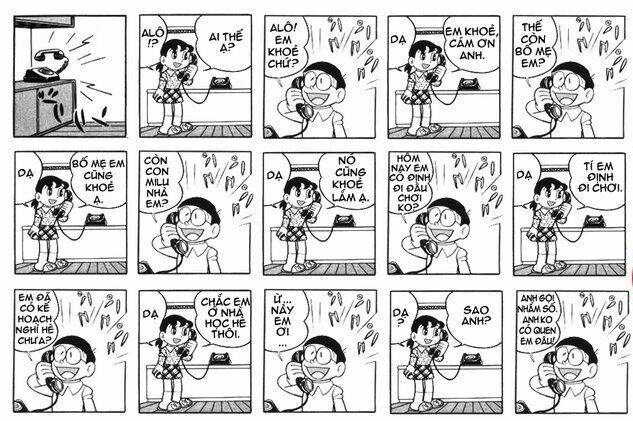 ALÔ
!?
AI THẾ
Ạ?
ALÔ!
EM
KHOẺ
CHỨ?
DẠ
EM KHOẺ,
CÁM ƠN
ANH.
THẾ
CÒN
BỐ MẸ
EM?
DẠ
BỐ MẸ EM
CŨNG
KHOẺ
Ạ.
CÒN
CON
MILU
NHÀ
EM?
DẠ
NÓ
CŨNG
KHOẺ
LẮM Ạ.
HÔM
NAY EM
CÓ ĐỊNH
ĐI ĐÂU
CHƠI
KO?
DẠ
TÍ EM
ĐỊNH
ĐI CHƠI.
EM ĐÃ
CÓ KẾ
HOẠCH
NGHỈ HÈ
CHƯA?
DẠ
CHẮC EM
Ở NHÀ
HỌC HÈ
THÔI.
Ừ...
NÀY
EM
ƠI
...
DẠ
?
SAO
ANH?
ANH GỌI
NHẦM SỐ.
ANH KO
CÓ QUEN
EM ĐÂU!